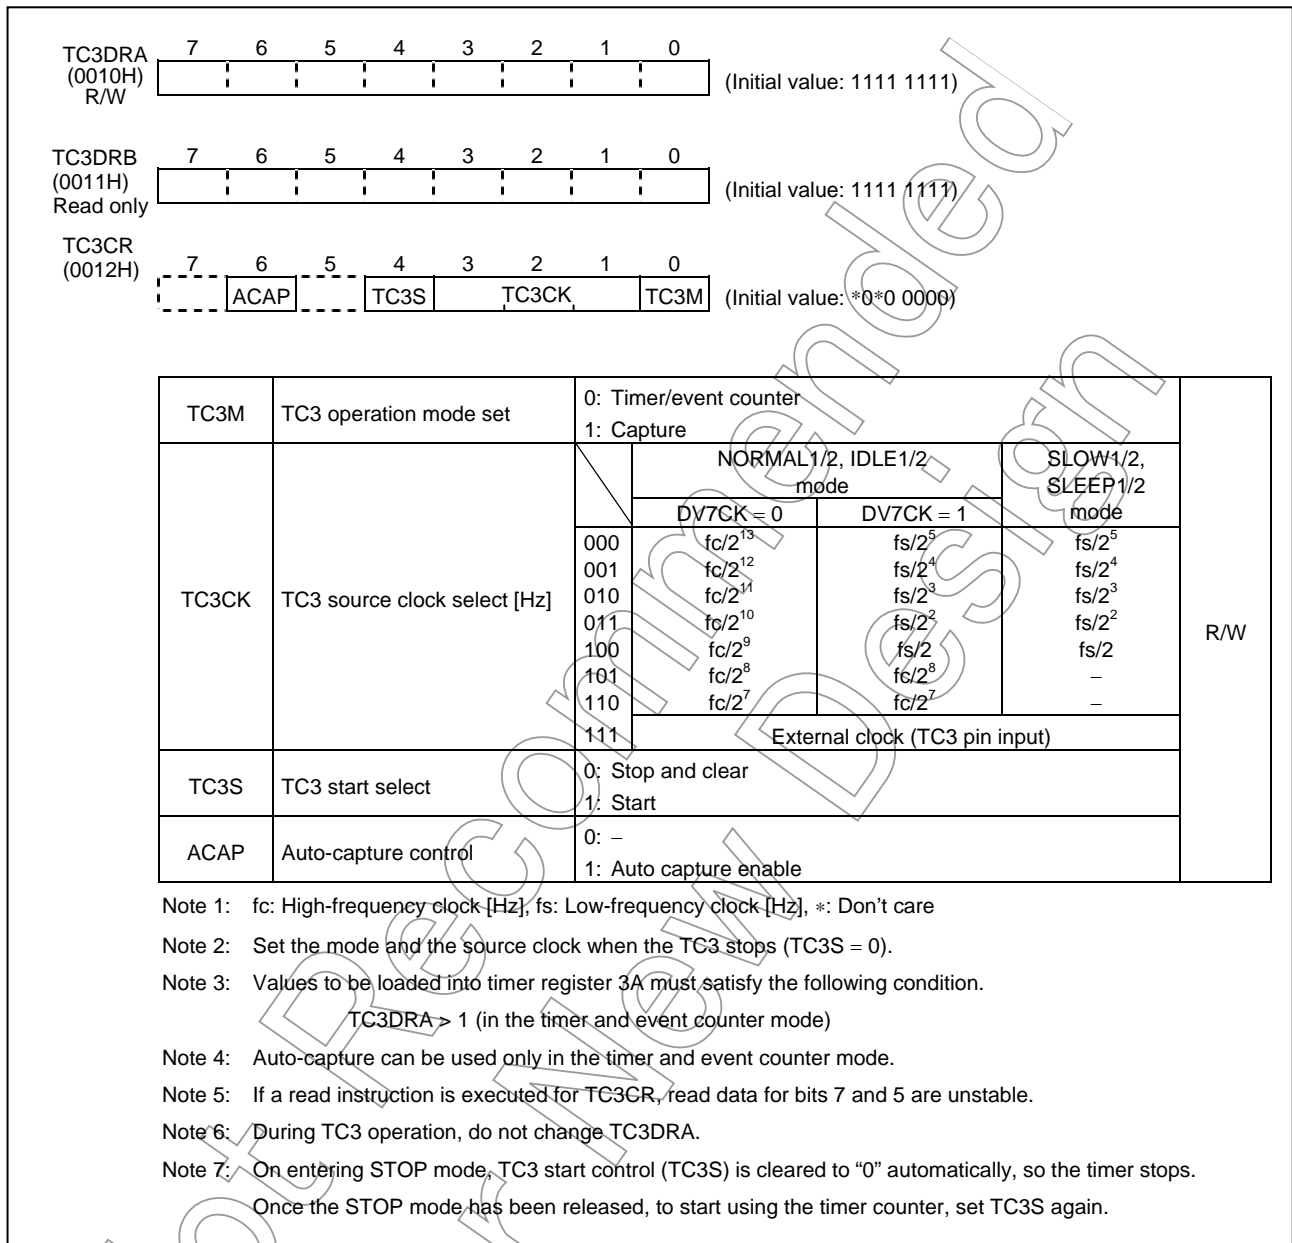 TC3DRA
(0010H)
R/W
7 6 5 4 3 2 1 0
(Initial value: 1111 1111)
TC3DRB
(0011H)
Read only
7 6 5 4 3 2 1 0
(Initial value: 1111 1111)
TC3CR
(0012H)
7 6 5 4 3 2 1 0
ACAP TC3S TC3CK TC3M
(Initial value: *0*0 0000)
TC3M TC3 operation mode set
0: Timer/event counter
1: Capture
R/W
TC3CK TC3 source clock select [Hz]
NORMAL1/2, IDLE1/2 mode
SLOW1/2, SLEEP1/2 mode
DV7CK = 0 DV7CK = 1
000 fc/2^13 fs/2^5 fs/2^5
001 fc/2^12 fs/2^4 fs/2^4
010 fc/2^11 fs/2^3 fs/2^3
011 fc/2^10 fs/2^2 fs/2^2
100 fc/2^9 fs/2 fs/2
101 fc/2^8 fc/2^8 –
110 fc/2^7 fc/2^7 –
111 External clock (TC3 pin input)
TC3S TC3 start select
0: Stop and clear
1: Start
ACAP Auto-capture control
0: –
1: Auto capture enable
Note 1: fc: High-frequency clock [Hz], fs: Low-frequency clock [Hz], *: Don't care
Note 2: Set the mode and the source clock when the TC3 stops (TC3S = 0).
Note 3: Values to be loaded into timer register 3A must satisfy the following condition.
TC3DRA > 1 (in the timer and event counter mode)
Note 4: Auto-capture can be used only in the timer and event counter mode.
Note 5: If a read instruction is executed for TC3CR, read data for bits 7 and 5 are unstable.
Note 6: During TC3 operation, do not change TC3DRA.
Note 7: On entering STOP mode, TC3 start control (TC3S) is cleared to “0” automatically, so the timer stops.
Once the STOP mode has been released, to start using the timer counter, set TC3S again.
ot Recommended
r New Design